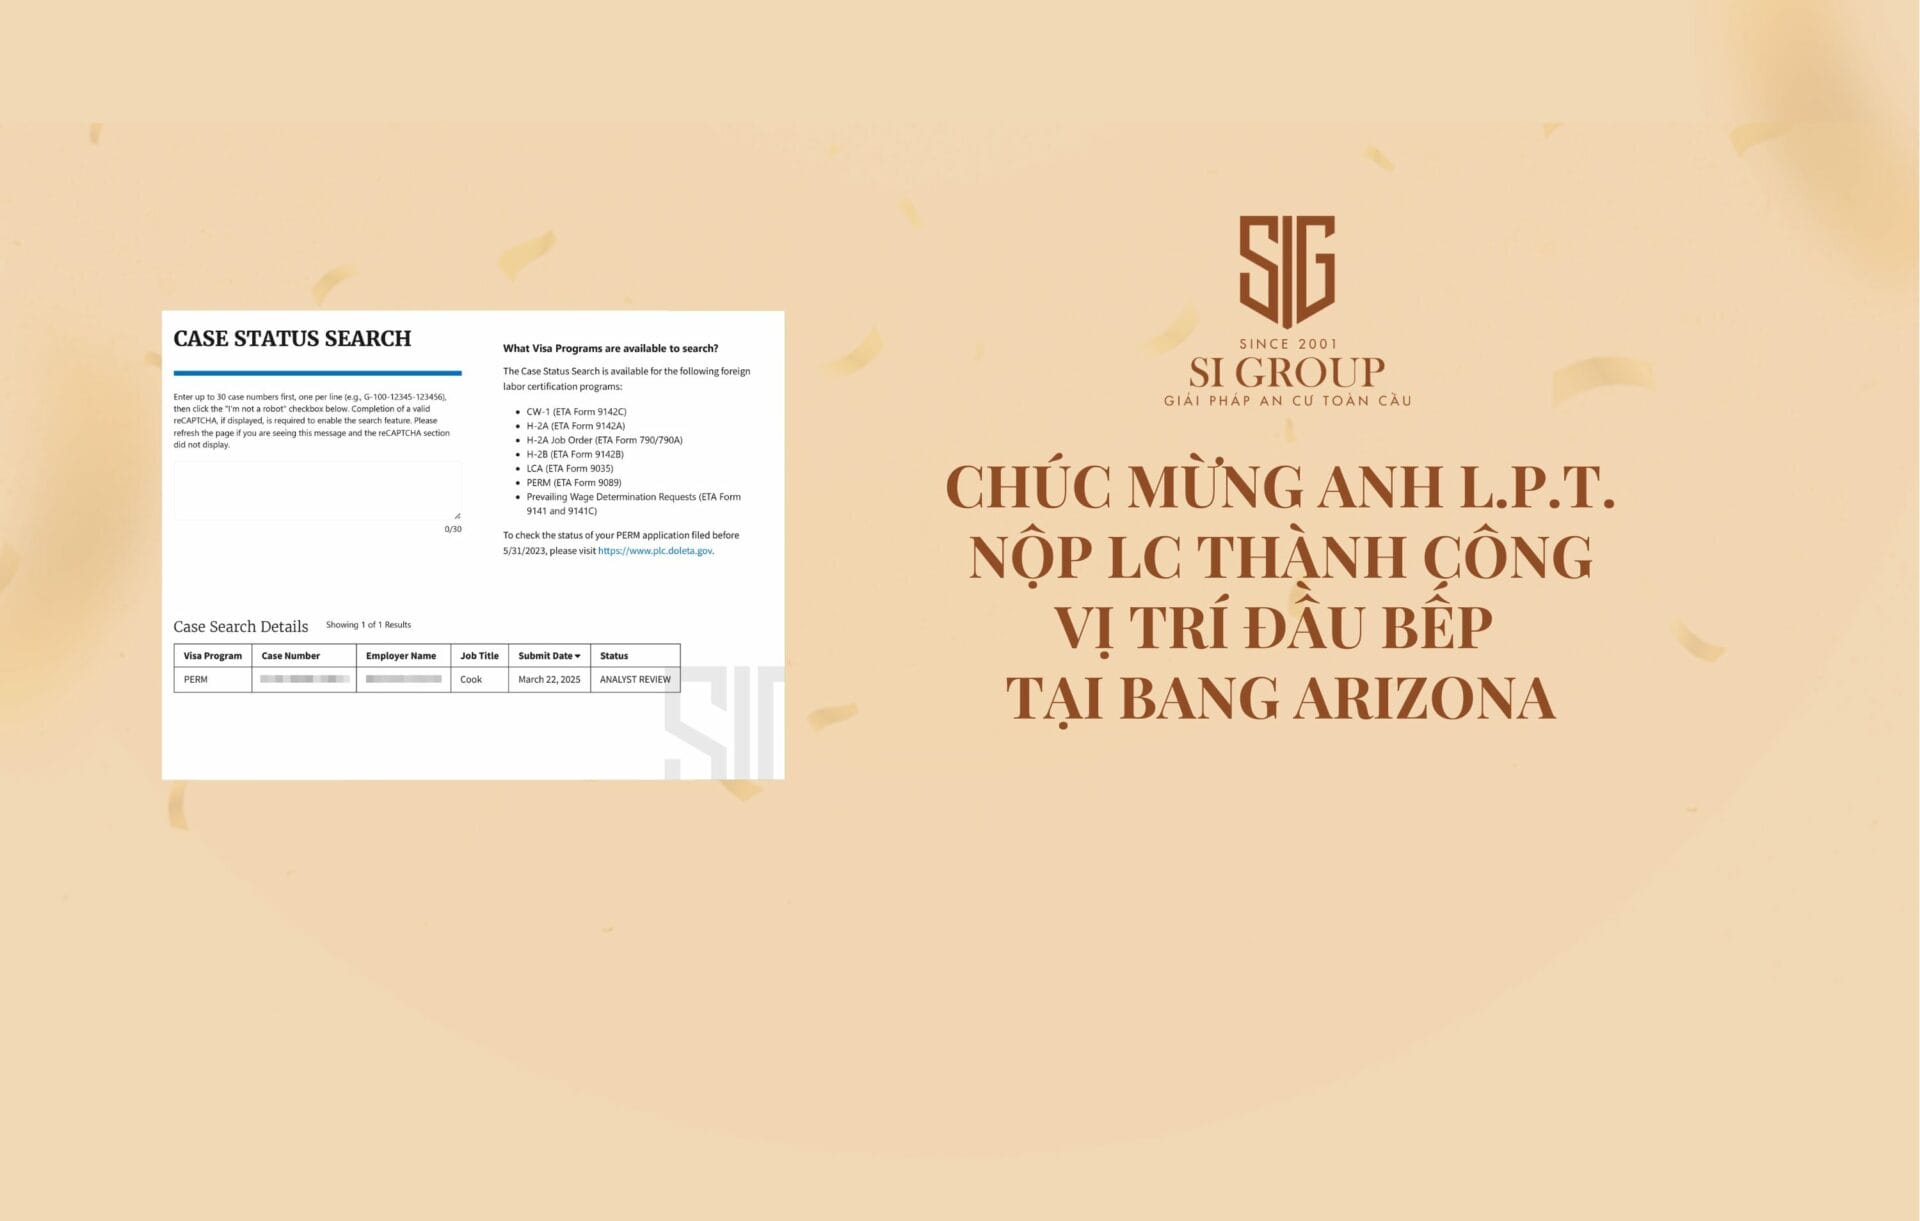 CASE STATUS SEARCH
Enter up to 30 case numbers first, one per line (e.g., G-100-12345-123456),
then click the "I'm not a robot" checkbox below. Completion of a valid
reCAPTCHA, if displayed, is required to enable the search feature. Please
refresh the page if you are seeing this message and the reCAPTCHA section
did not display.
0/30
What Visa Programs are available to search?
The Case Status Search is available for the following foreign
labor certification programs:
• CW-1 (ETA Form 9142C)
• H-2A (ETA Form 9142A)
• H-2A Job Order (ETA Form 790/790A)
• H-2B (ETA Form 9142B)
• LCA (ETA Form 9035)
• PERM (ETA Form 9089)
• Prevailing Wage Determination Requests (ETA Form
9141 and 9141C)
To check the status of your PERM application filed before
5/31/2023, please visit https://www.plc.doleta.gov.
Case Search Details Showing 1 of 1 Results
Visa Program Case Number Employer Name Job Title Submit Date Status
PERM Cook March 22, 2025 ANALYST REVIEW
SIG
SIG
SINCE 2001
SI GROUP
GIẢI PHÁP AN CƯ TOÀN CẦU
CHÚC MỪNG ANH L.P.T.
NỘP LC THÀNH CÔNG
VỊ TRÍ ĐẦU BẾP
TẠI BANG ARIZONA